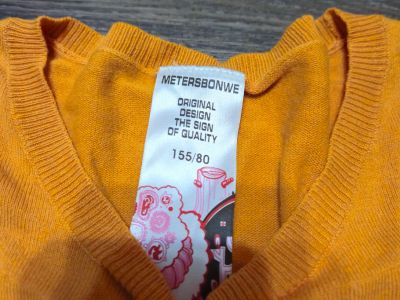 METERSBONWE
ORIGINAL
DESIGN
THE SIGN
OF QUALITY
155/80